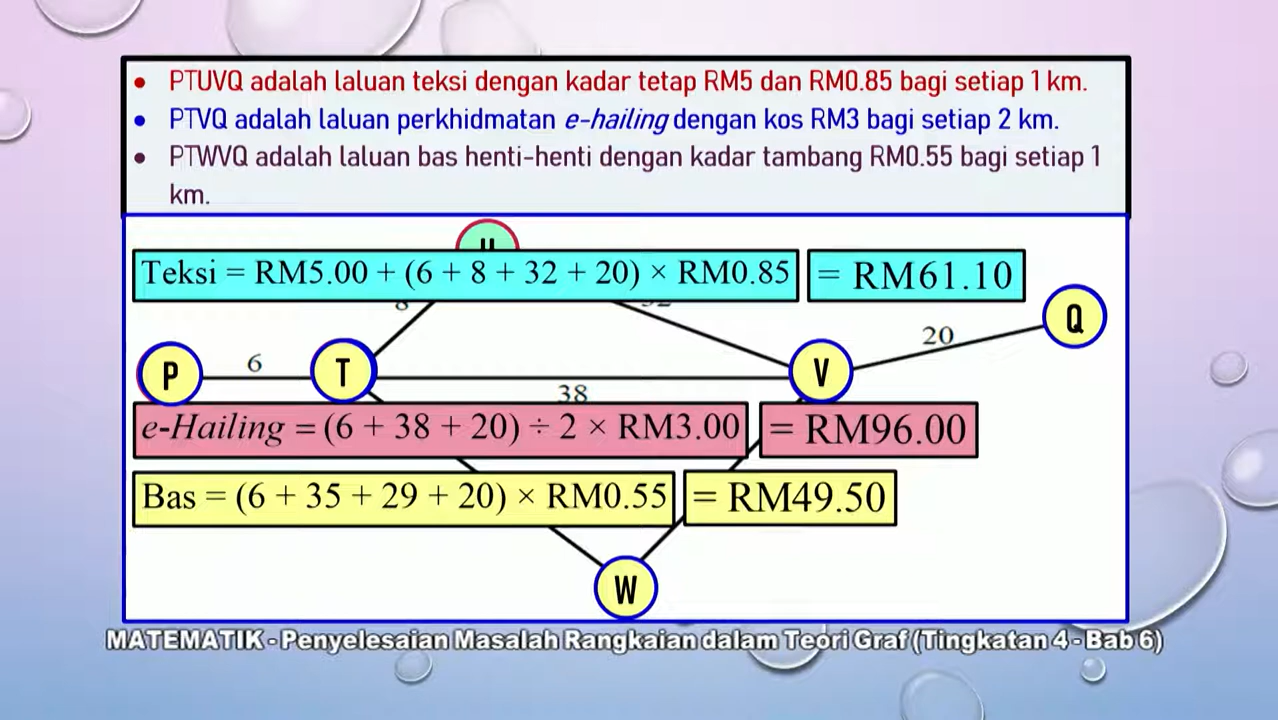 • PTUVQ adalah laluan teksi dengan kadar tetap RM5 dan RM0.85 bagi setiap 1 km.
• PTVQ adalah laluan perkhidmatan e-hailing dengan kos RM3 bagi setiap 2 km.
• PTWVQ adalah laluan bas henti-henti dengan kadar tambang RM0.55 bagi setiap 1
km.
Teksi = RM5.00 + (6 + 8 + 32 + 20) × RM0.85 = RM61.10
Q
20
P 6 T V
38
e-Hailing = (6 + 38 + 20) ÷ 2 × RM3.00 = RM96.00
Bas = (6 + 35 + 29 + 20) × RM0.55 = RM49.50
W
MATEMATIK - Penyelesaian Masalah Rangkaian dalam Teori Graf (Tingkatan 4 - Bab 6)